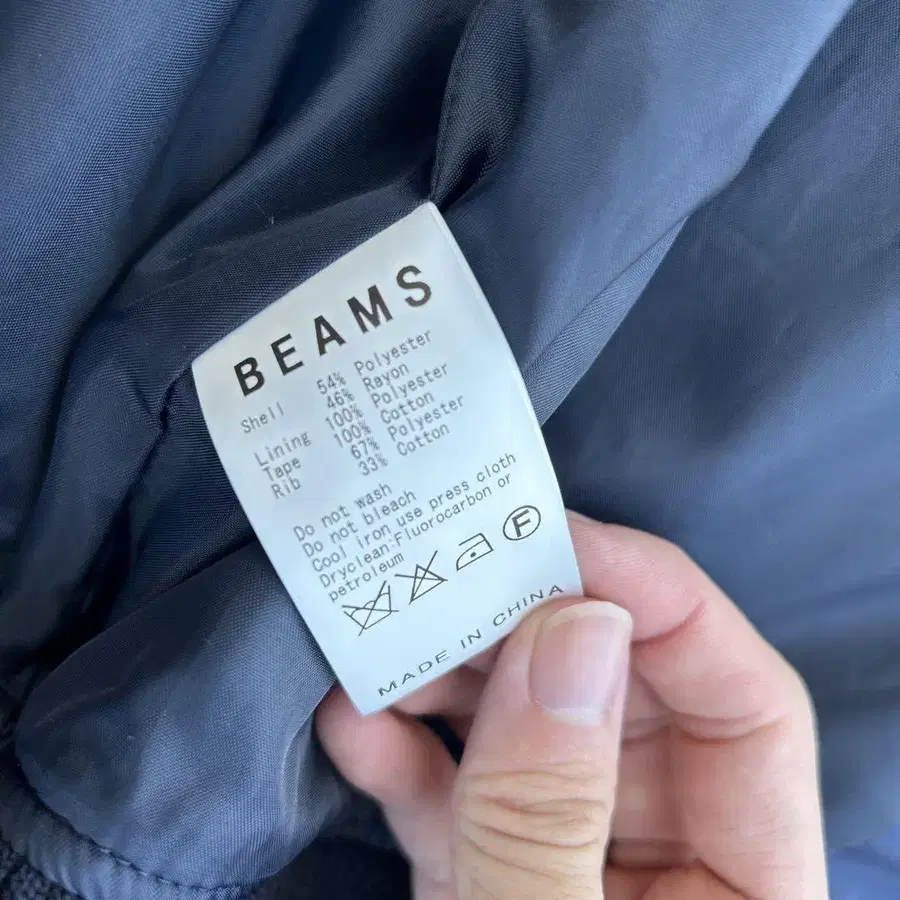 BEAMS
Shell 54% Polyester
46% Rayon
Lining 100% Polyester
Tape 100% Cotton
Rib 67% Polyester
33% Cotton
Do not wash
Do not bleach
Cool iron use press cloth
Dryclean:Fluorocarbon or
petroleum
F
MADE IN CHINA